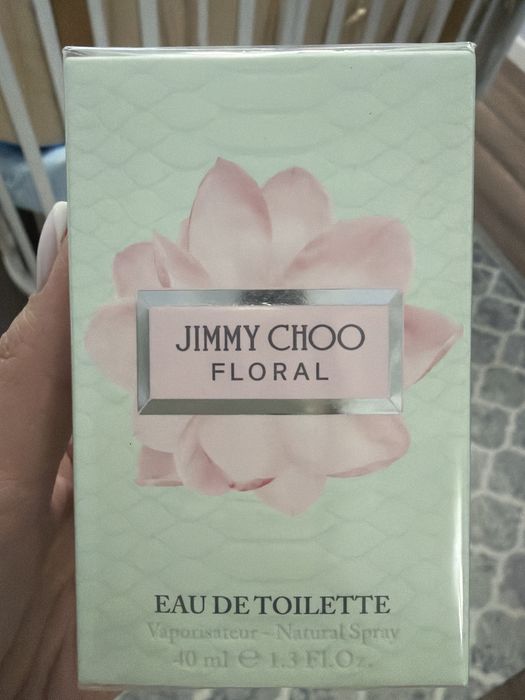 JIMMY CHOO
FLORAL
EAU DE TOILETTE
Vaporisateur - Natural Spray
40 ml e 1.3 Fl.Oz.